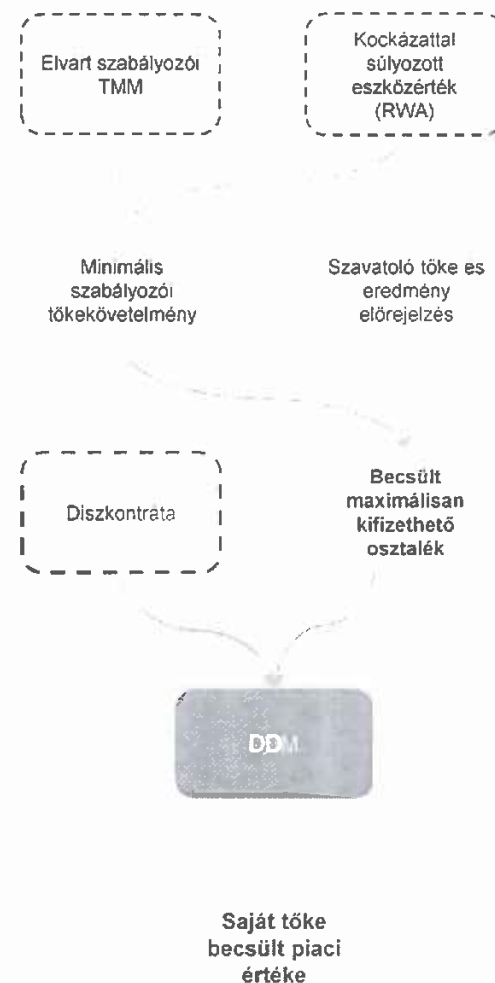 Elvart szabályozói
TMM
Kockázattal
súlyozott
eszközérték
(RWA)
Minimális
szabályozói
tőkekövetelmény
Szavatoló tőke es
eredmény
előrejelzés
Diszkontráta
Becsült
maximálisan
kifizethető
osztalék
DDM
Saját tőke
becsült piaci
értéke